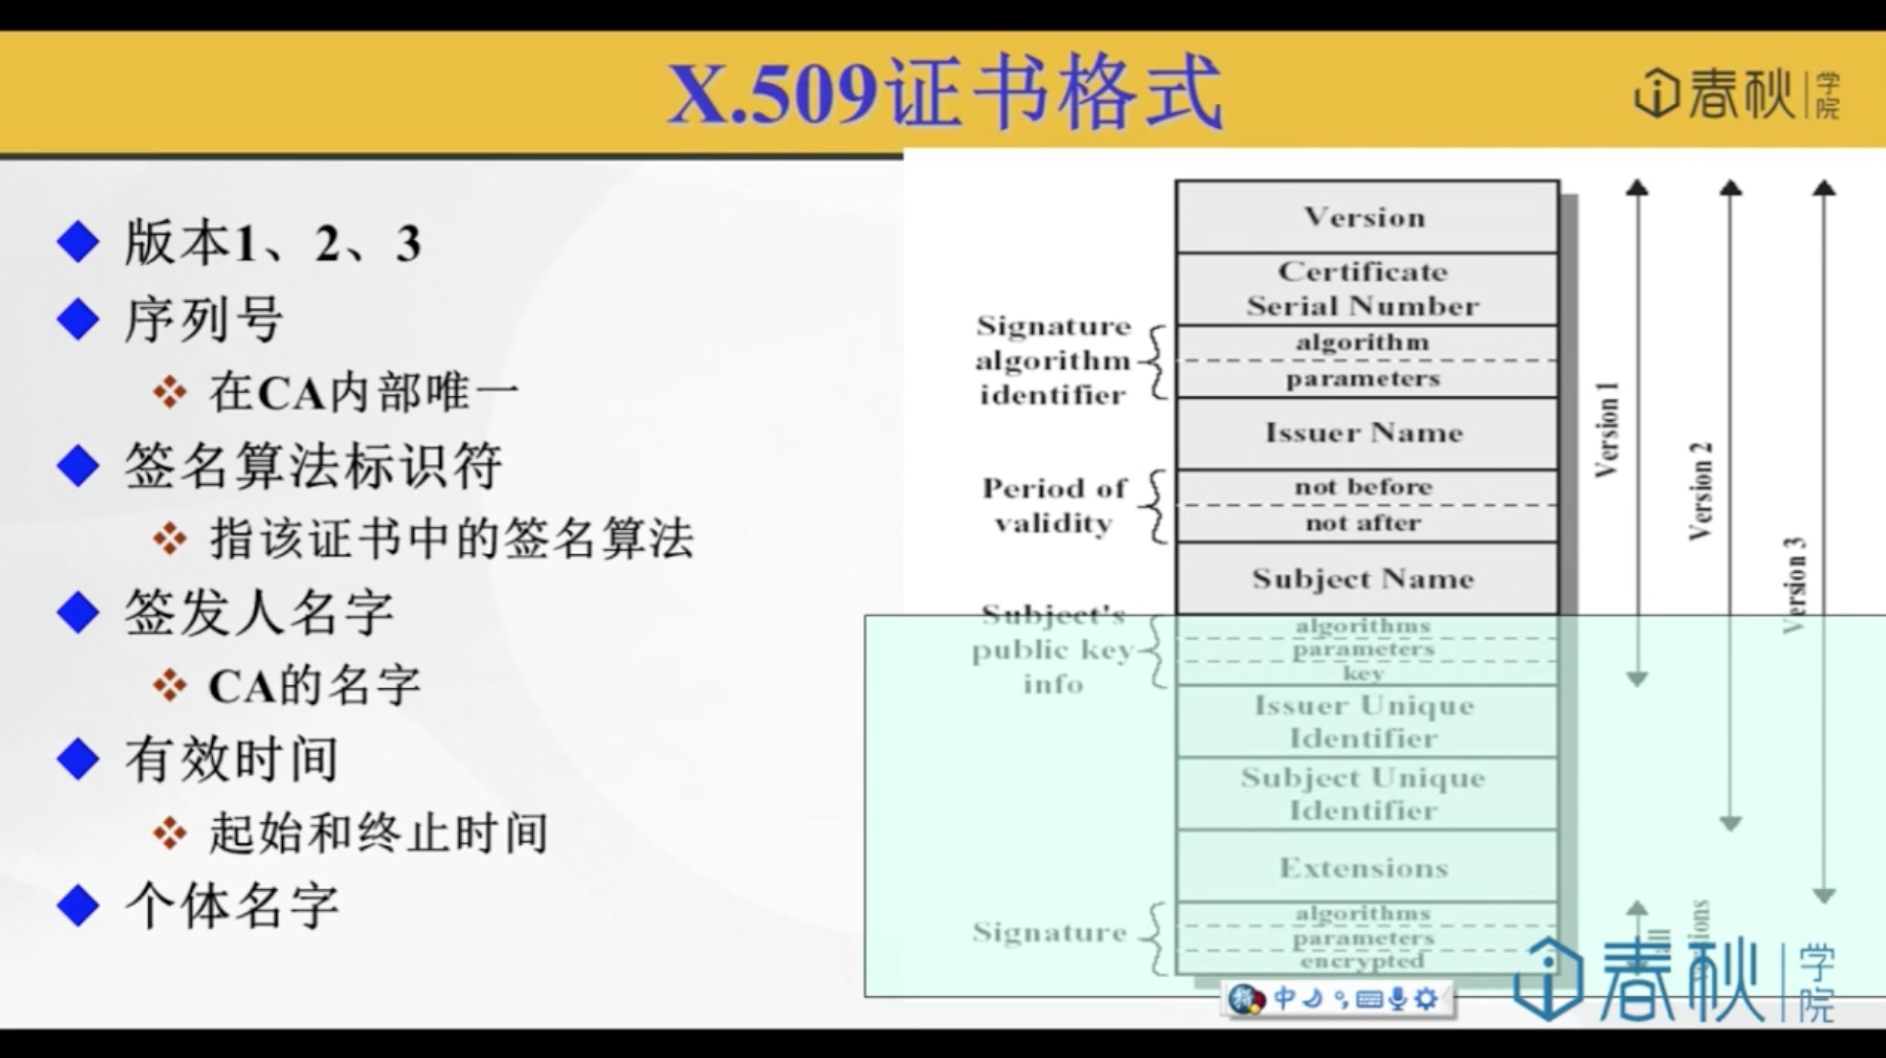 X.509证书格式
春秋学院
版本1、2、3
序列号
在CA内部唯一
签名算法标识符
指该证书中的签名算法
签发人名字
CA的名字
有效时间
起始和终止时间
个体名字
Version
Certificate
Serial Number
Signature
algorithm
identifier
algorithm
parameters
Issuer Name
Period of
validity
not before
not after
Subject Name
Subject's
public key
info
algorithms
parameters
key
Issuer Unique
Identifier
Subject Unique
Identifier
Extensions
Signature
algorithms
parameters
encrypted
Version 1
Version 2
Version 3
all
versions
中
春秋学院